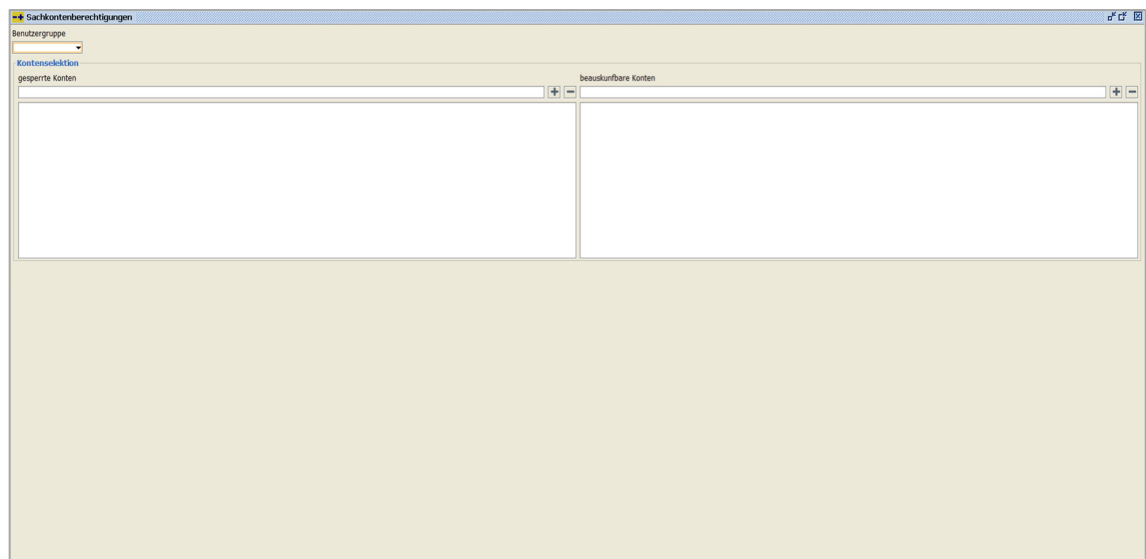 Sachkontenberechtigungen
Benutzergruppe
Kontenselektion
gesperrte Konten
beauskunfbare Konten